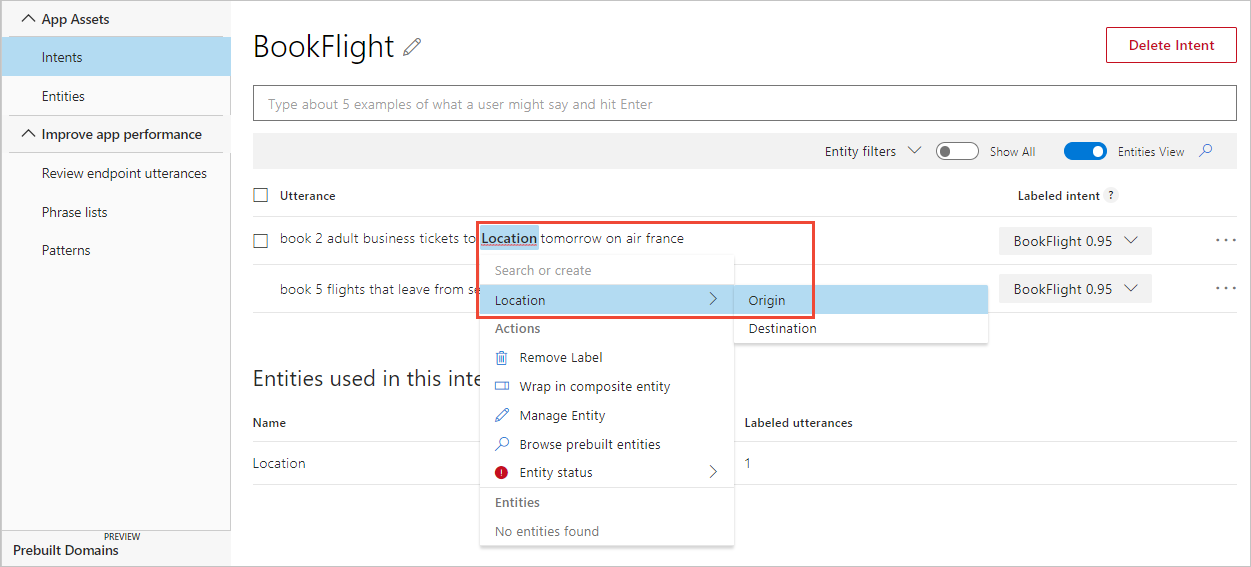 App Assets
Intents
Entities
Improve app performance
Review endpoint utterances
Phrase lists
Patterns
PREVIEW
Prebuilt Domains
BookFlight
Delete Intent
Type about 5 examples of what a user might say and hit Enter
Entity filters Show All Entities View
Utterance Labeled intent ?
book 2 adult business tickets to Location tomorrow on air france BookFlight 0.95 ...
Search or create
book 5 flights that leave from se BookFlight 0.95 ...
Location Origin
Destination
Actions
Remove Label
Wrap in composite entity
Manage Entity
Browse prebuilt entities
Entity status
Entities
No entities found
Entities used in this inte
Name Labeled utterances
Location 1